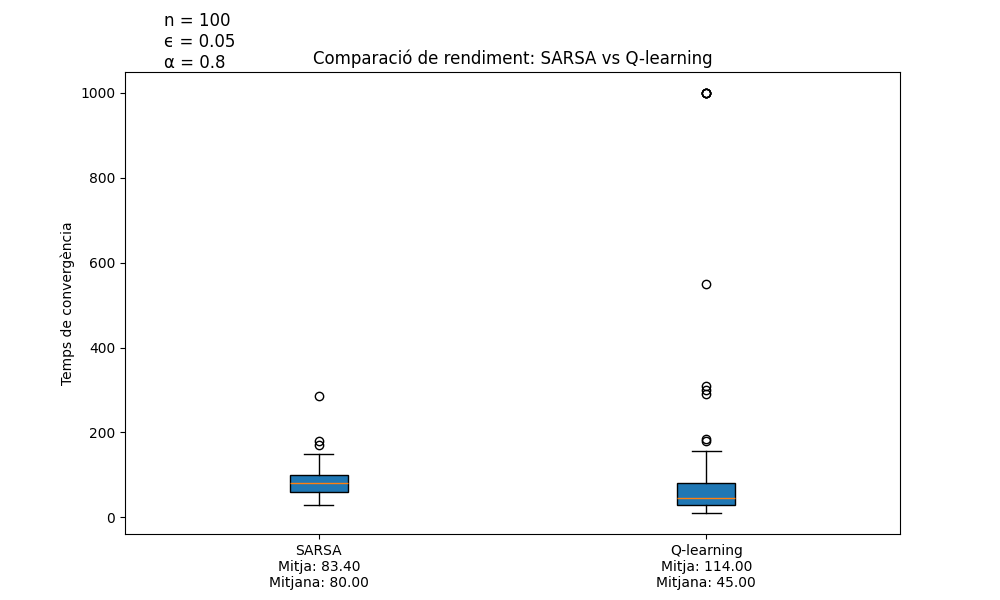 n = 100
ϵ = 0.05
α = 0.8
Comparació de rendiment: SARSA vs Q-learning
Temps de convergència
1000
800
600
400
200
0
SARSA
Mitja: 83.40
Mitjana: 80.00
Q-learning
Mitja: 114.00
Mitjana: 45.00